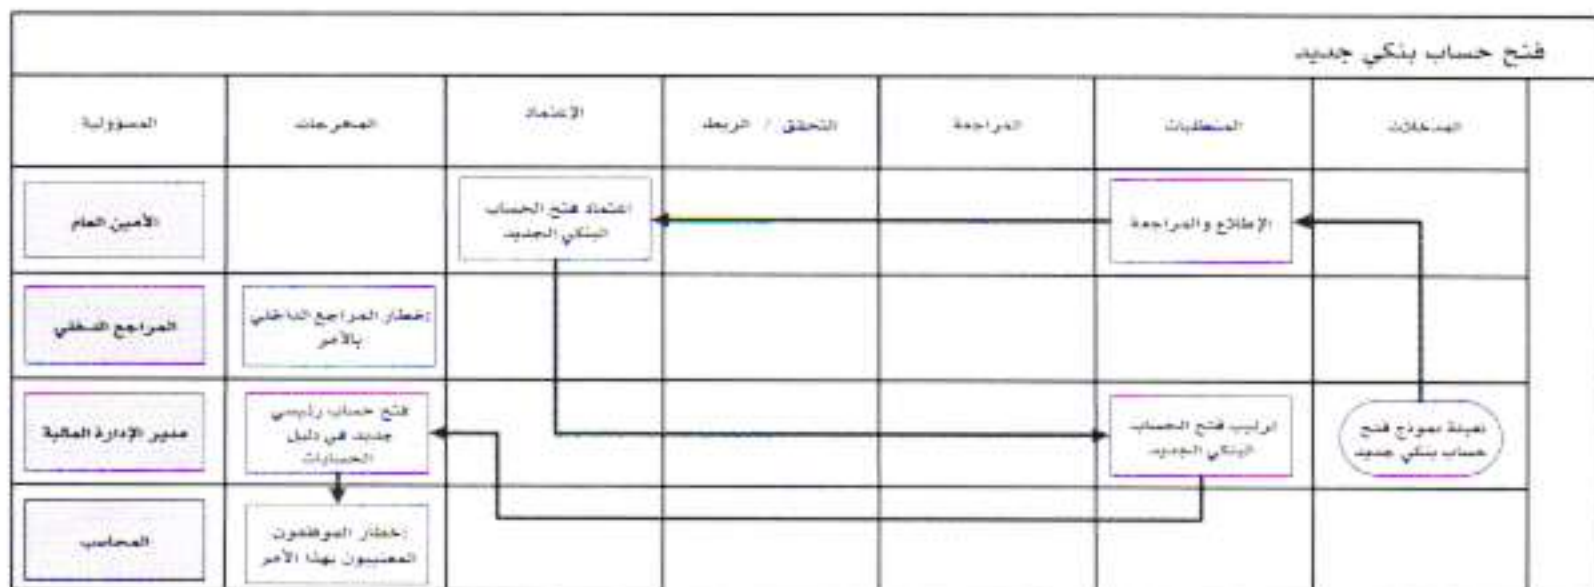 فتح حساب بنكي جديد
المدخلات
المتطلبات
المراجعة
التحقق / الربط
الإعتماد
المخرجات
المسؤولية
الإطلاع والمراجعة
اعتماد فتح الحساب
البنكي الجديد
الأمين العام
إخطار المراجع الداخلي
بالأمر
المراجع الداخلي
تعبئة نموذج فتح
حساب بنكي جديد
ترتيب فتح الحساب
البنكي الجديد
فتح حساب رئيسي
جديد في دليل
الحسابات
مدير الإدارة المالية
إخطار الموظفون
المعنييون بهذا الأمر
المحاسب